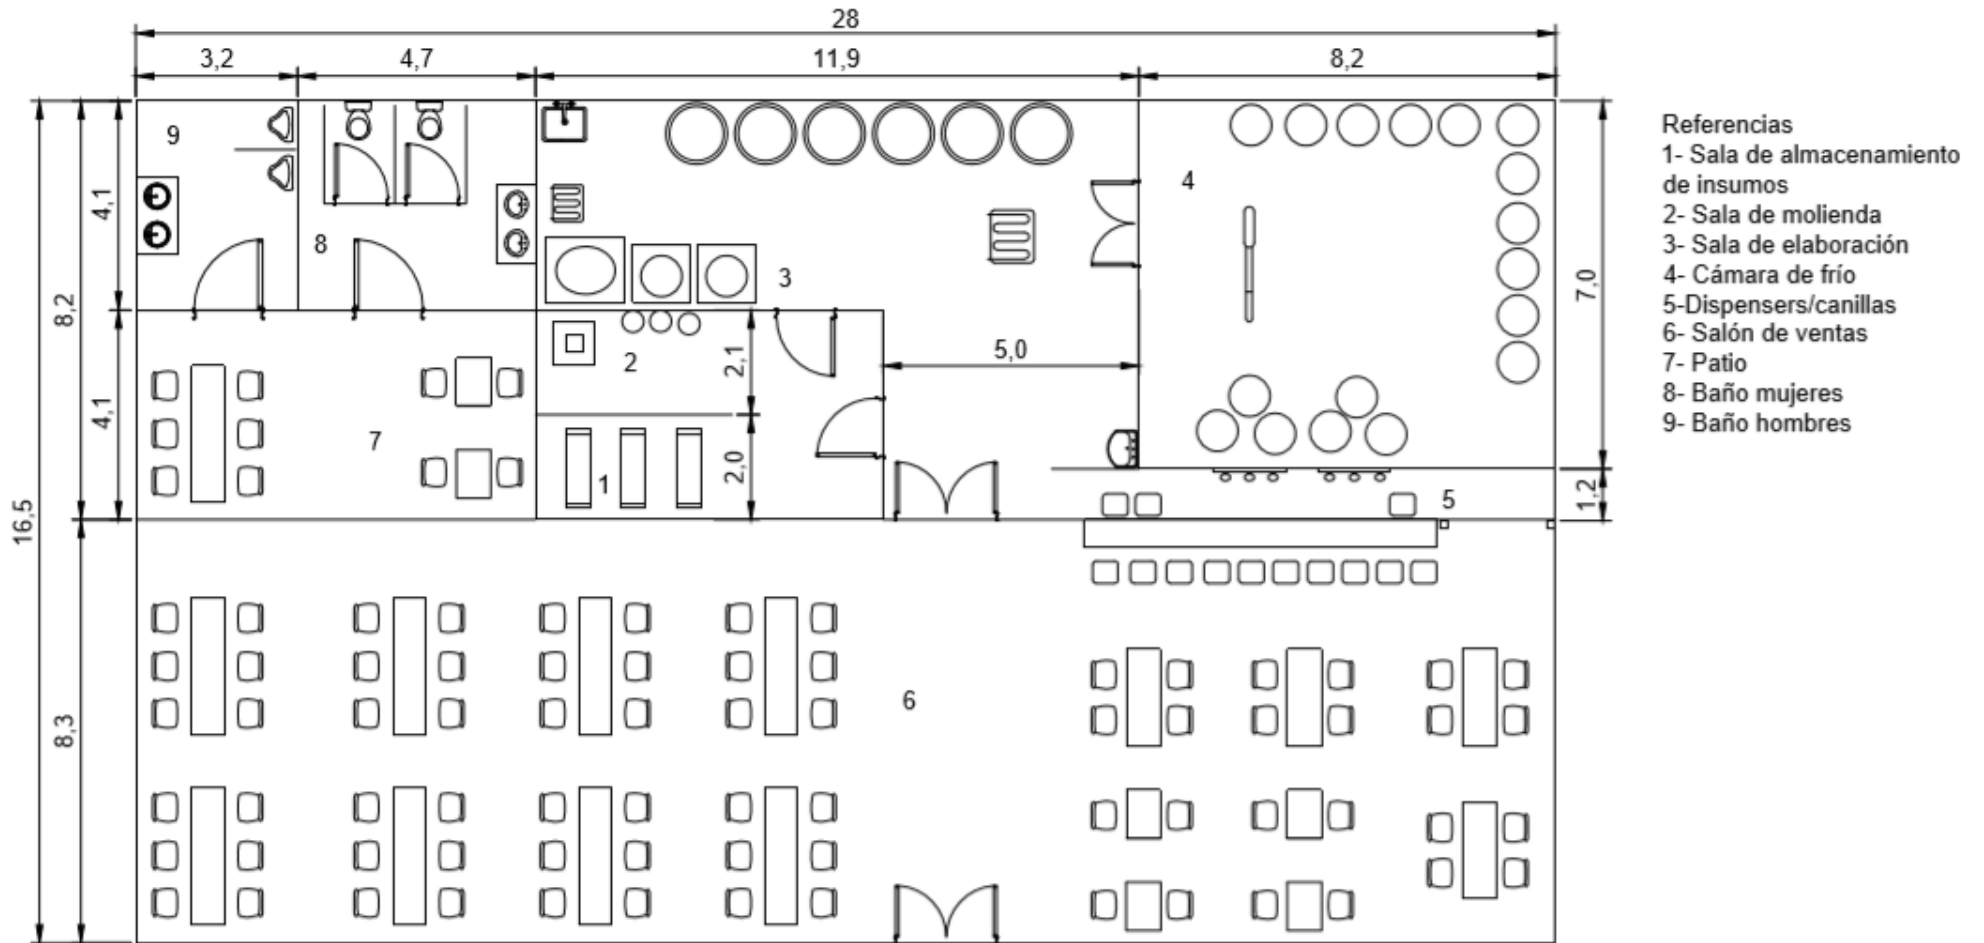 28
3,2
4,7
11,9
8,2
9
4
8
3
4,1
8,2
7,0
2
2,1
5,0
4,1
7
1
2,0
5
1,2
16,5
6
8,3
Referencias
1- Sala de almacenamiento
de insumos
2- Sala de molienda
3- Sala de elaboración
4- Cámara de frío
5-Dispensers/canillas
6- Salón de ventas
7- Patio
8- Baño mujeres
9- Baño hombres